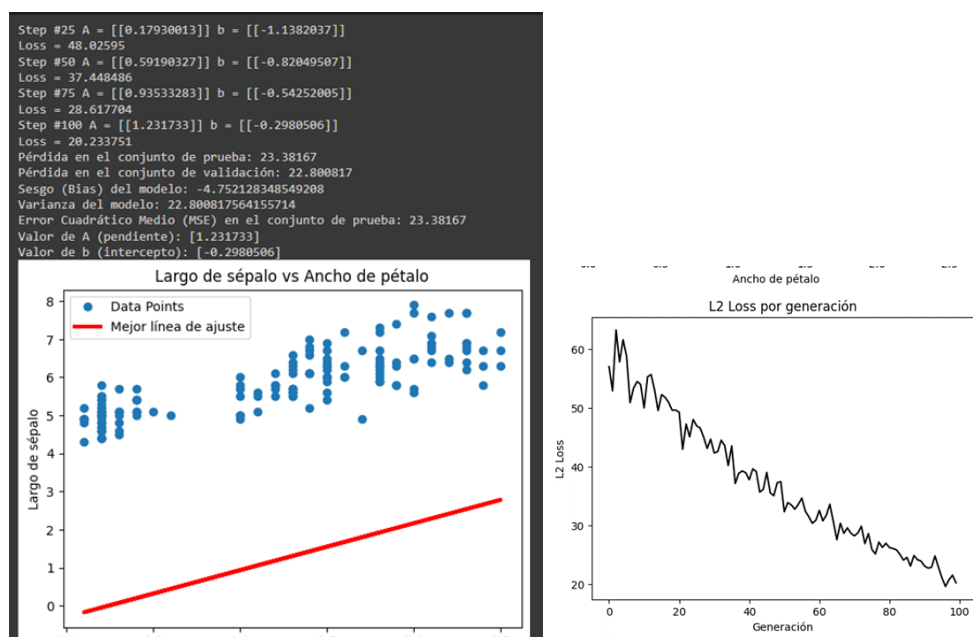 Step #25 A = [[0.17930013]] b = [[-1.1382037]]
Loss = 48.02595
Step #50 A = [[0.59190327]] b = [[-0.82049507]]
Loss = 37.448486
Step #75 A = [[0.93533283]] b = [[-0.54252005]]
Loss = 28.617704
Step #100 A = [[1.231733]] b = [[-0.2980506]]
Loss = 20.233751
Pérdida en el conjunto de prueba: 23.38167
Pérdida en el conjunto de validación: 22.800817
Sesgo (Bias) del modelo: -4.752128348549208
Varianza del modelo: 22.800817564155714
Error Cuadrático Medio (MSE) en el conjunto de prueba: 23.38167
Valor de A (pendiente): [1.231733]
Valor de b (intercepto): [-0.2980506]
Largo de sépalo vs Ancho de pétalo
Data Points
Mejor línea de ajuste
8
7
6
5
4
3
2
1
0
Largo de sépalo
Ancho de pétalo
L2 Loss por generación
60
50
40
30
20
L2 Loss
0 20 40 60 80 100
Generación